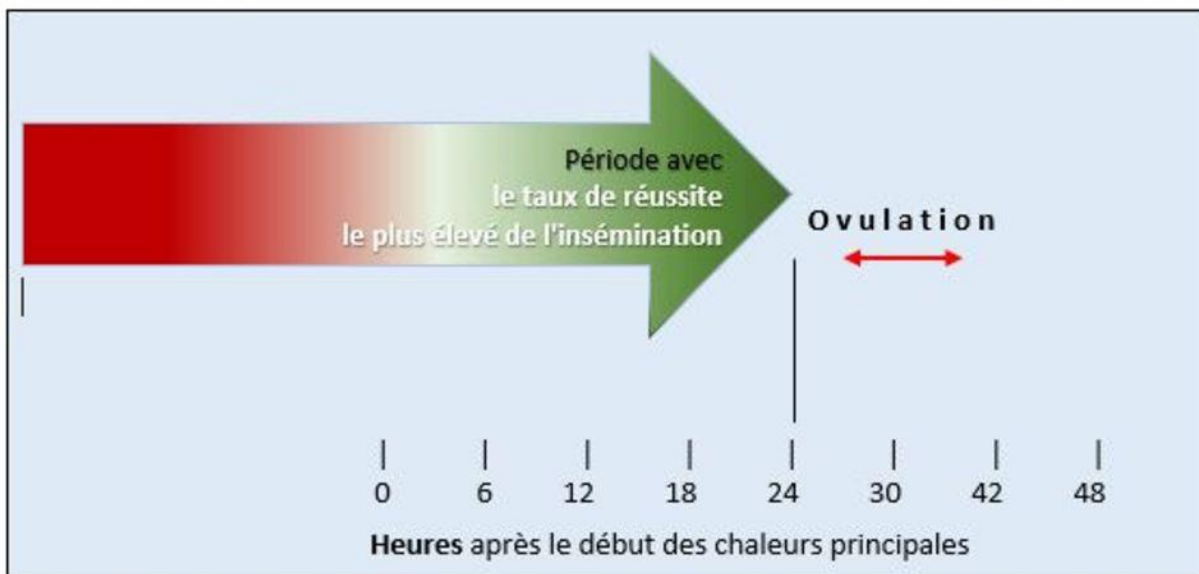 Période avec
le taux de réussite
le plus élevé de l'insémination
Ovulation
0 6 12 18 24 30 42 48
Heures après le début des chaleurs principales